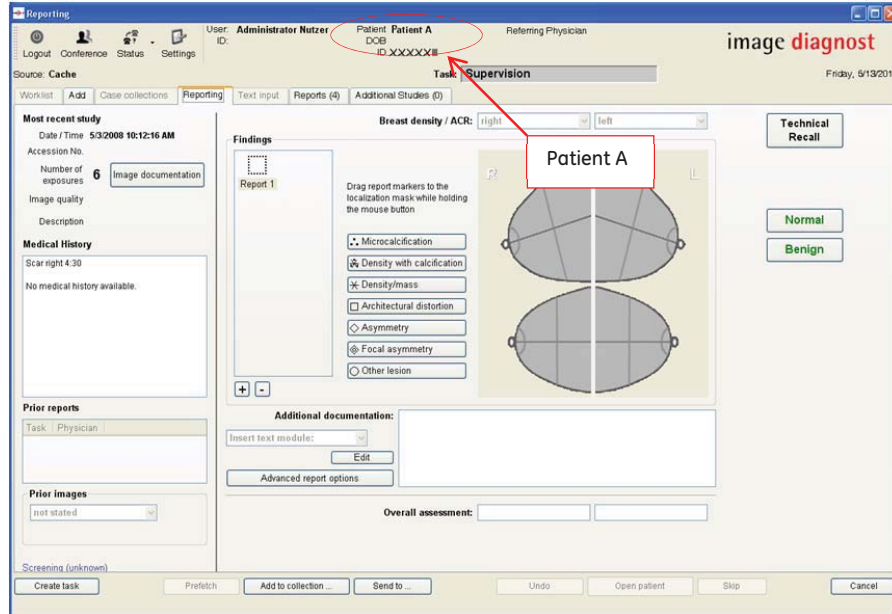 Reporting
User: Administrator Nutzer
ID:
Patient Patient A
DOB
ID XXXXX
Referring Physician
image diagnost
Logout Conference Status Settings
Source: Cache
Task: Supervision
Friday, 5/13/201
Worklist Add Case collections Reporting Text input Reports (4) Additional Studies (0)
Most recent study
Date / Time 5/3/2008 10:12:16 AM
Accession No.
Number of exposures 6 Image documentation
Image quality
Description
Medical History
Scar right 4:30
No medical history available.
Prior reports
Task Physician
Prior images
not stated
Screening (unknown)
Breast density / ACR: right left
Findings
Report 1
Drag report markers to the
localization mask while holding
the mouse button
Microcalcification
Density with calcification
Density/mass
Architectural distortion
Asymmetry
Focal asymmetry
Other lesion
+ -
Patient A
R L
Technical
Recall
Normal
Benign
Additional documentation:
Insert text module:
Edit
Advanced report options
Overall assessment:
Create task Prefetch Add to collection ... Send to ... Undo Open patient Skip Cancel